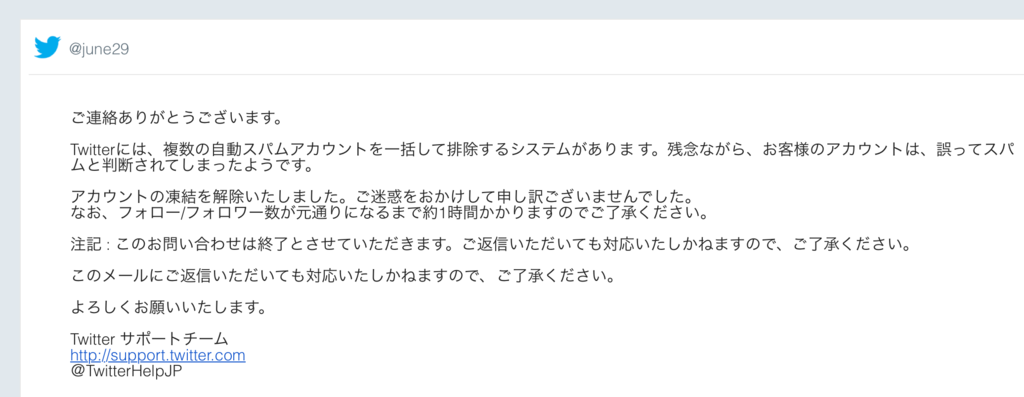 @june29
ご連絡ありがとうございます。
Twitterには、複数の自動スパムアカウントを一括して排除するシステムがあります。残念ながら、お客様のアカウントは、誤ってスパ
ムと判断されてしまったようです。
アカウントの凍結を解除いたしました。ご迷惑をおかけして申し訳ございませんでした。
なお、フォロー/フォロワー数が元通りになるまで約1時間かかりますのでご了承ください。
注記 : このお問い合わせは終了とさせていただきます。ご返信いただいても対応いたしかねますので、ご了承ください。
このメールにご返信いただいても対応いたしかねますので、ご了承ください。
よろしくお願いいたします。
Twitter サポートチーム
http://support.twitter.com
@TwitterHelpJP